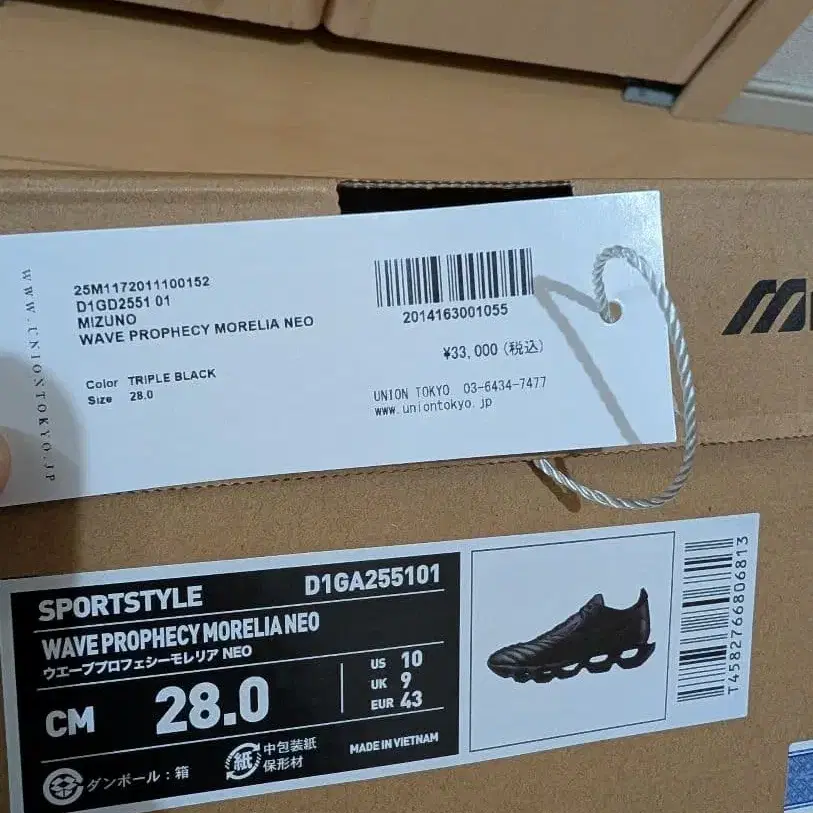 WWW.UNIONTOKYO.JP
25M1172011100152
D1GD2551 01
MIZUNO
WAVE PROPHECY MORELIA NEO
Color TRIPLE BLACK
Size 28.0
2014163001055
¥33,000 (税込)
UNION TOKYO 03-6434-7477
www.uniontokyo.jp
SPORTSTYLE
D1GA255101
WAVE PROPHECY MORELIA NEO
ウエーブプロフェシーモレリア NEO
CM 28.0
US 10
UK 9
EUR 43
ダンボール:箱
紙
中包装紙
保形材
MADE IN VIETNAM
T4582766806813